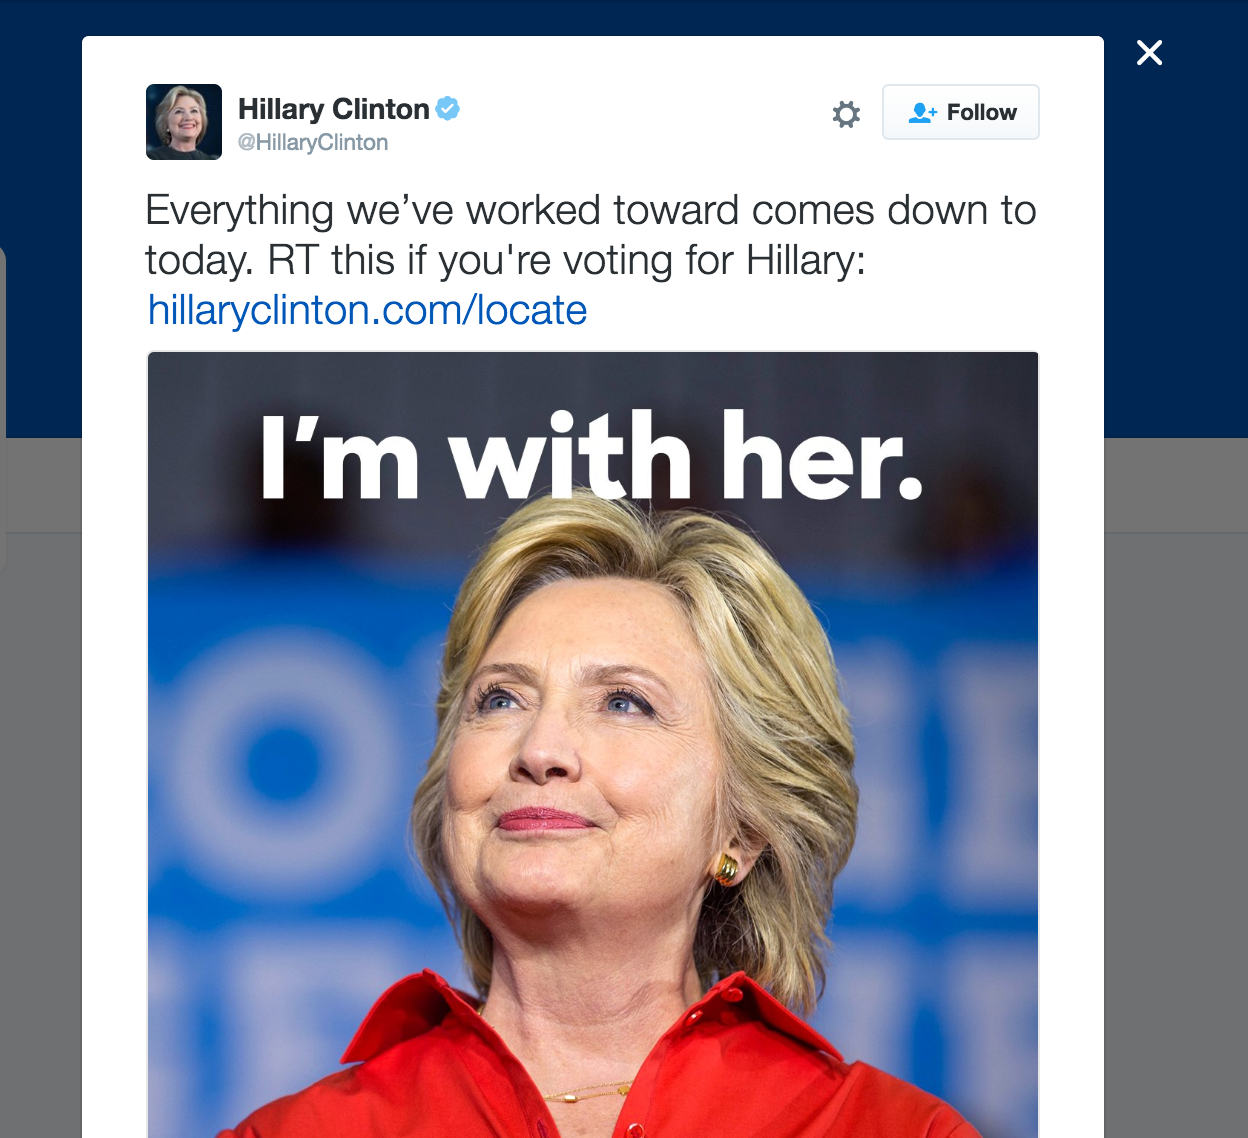 Hillary Clinton
@HillaryClinton
Follow
Everything we’ve worked toward comes down to
today. RT this if you're voting for Hillary:
hillaryclinton.com/locate
I’m with her.